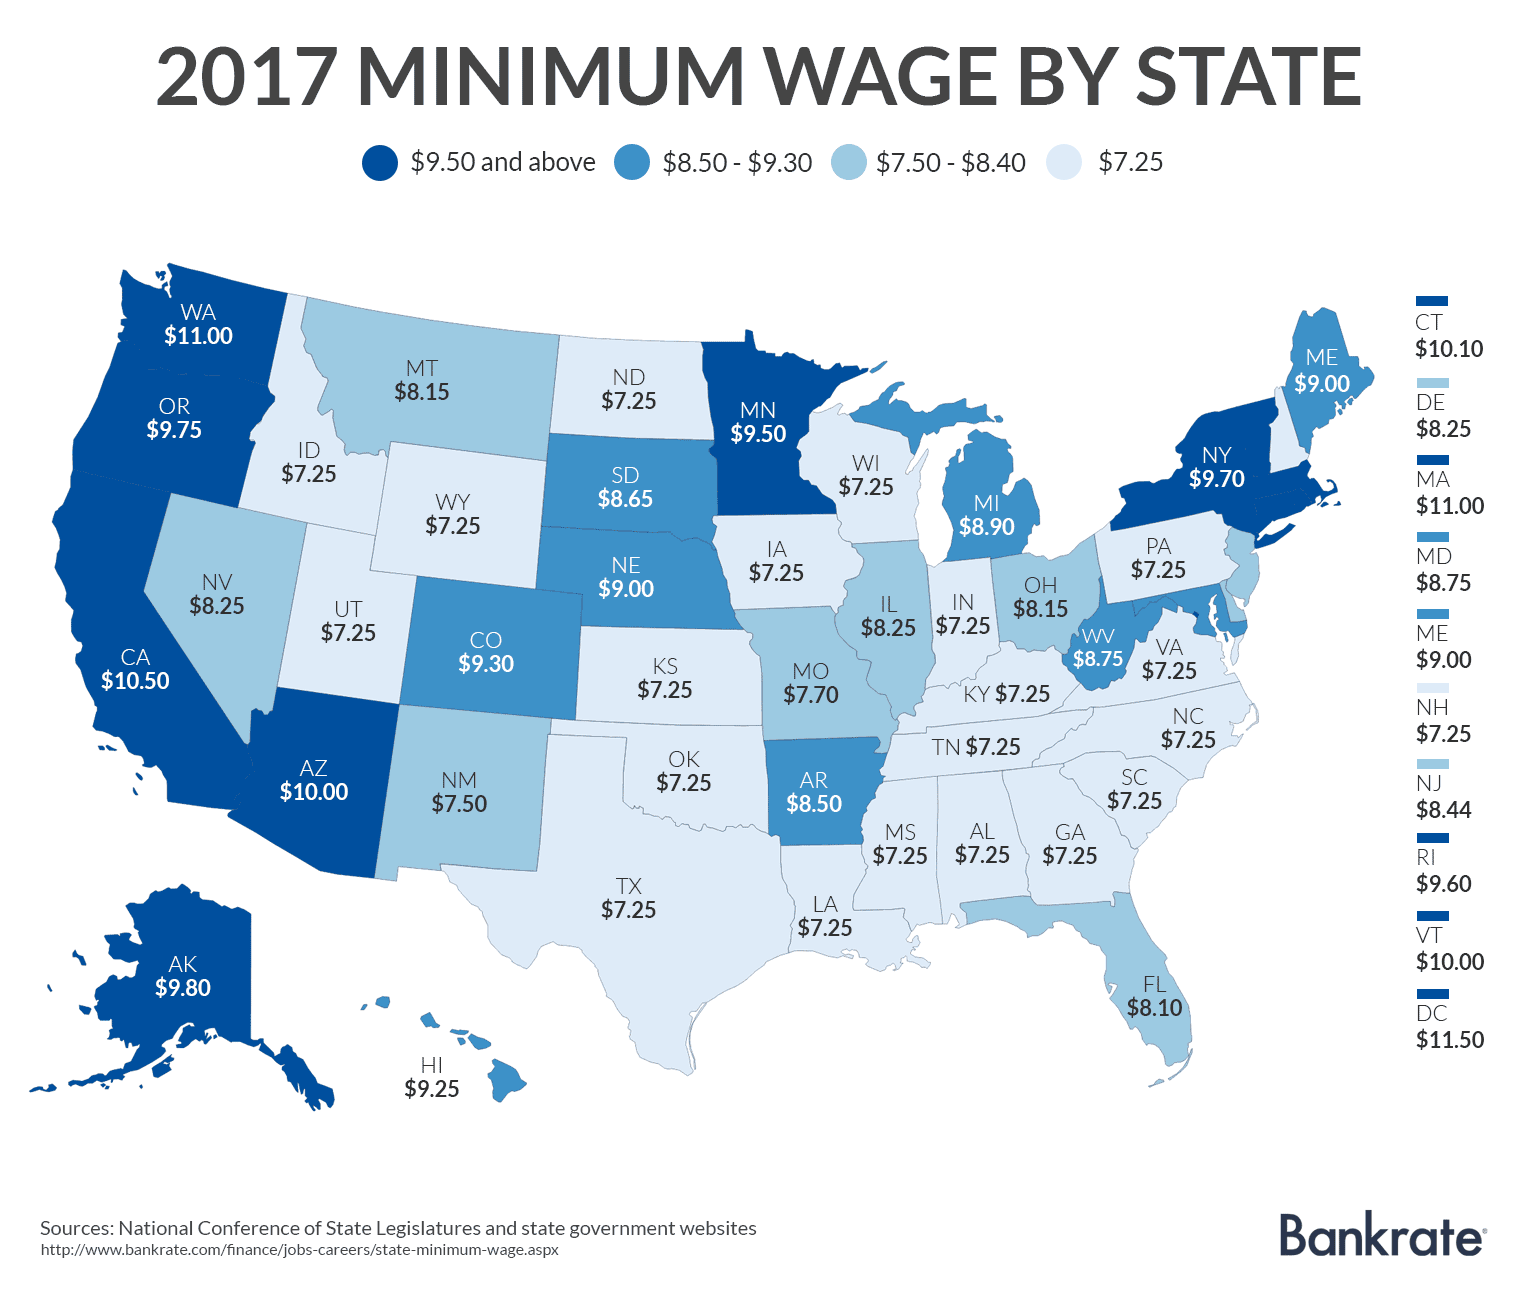 2017 MINIMUM WAGE BY STATE
$9.50 and above
$8.50 - $9.30
$7.50 - $8.40
$7.25
WA
$11.00
OR
$9.75
CA
$10.50
ID
$7.25
NV
$8.25
MT
$8.15
WY
$7.25
UT
$7.25
AZ
$10.00
CO
$9.30
NM
$7.50
ND
$7.25
SD
$8.65
NE
$9.00
KS
$7.25
OK
$7.25
TX
$7.25
MN
$9.50
IA
$7.25
MO
$7.70
AR
$8.50
LA
$7.25
WI
$7.25
IL
$8.25
MI
$8.90
IN
$7.25
OH
$8.15
KY $7.25
TN $7.25
MS
$7.25
AL
$7.25
GA
$7.25
FL
$8.10
SC
$7.25
NC
$7.25
VA
$7.25
WV
$8.75
PA
$7.25
NY
$9.70
ME
$9.00
AK
$9.80
HI
$9.25
CT
$10.10
DE
$8.25
MA
$11.00
MD
$8.75
ME
$9.00
NH
$7.25
NJ
$8.44
RI
$9.60
VT
$10.00
DC
$11.50
Sources: National Conference of State Legislatures and state government websites
http://www.bankrate.com/finance/jobs-careers/state-minimum-wage.aspx
Bankrate®